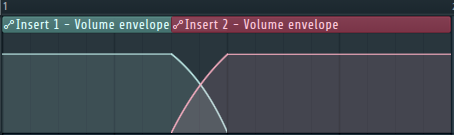 1
Insert 1 - Volume envelope
Insert 2 - Volume envelope